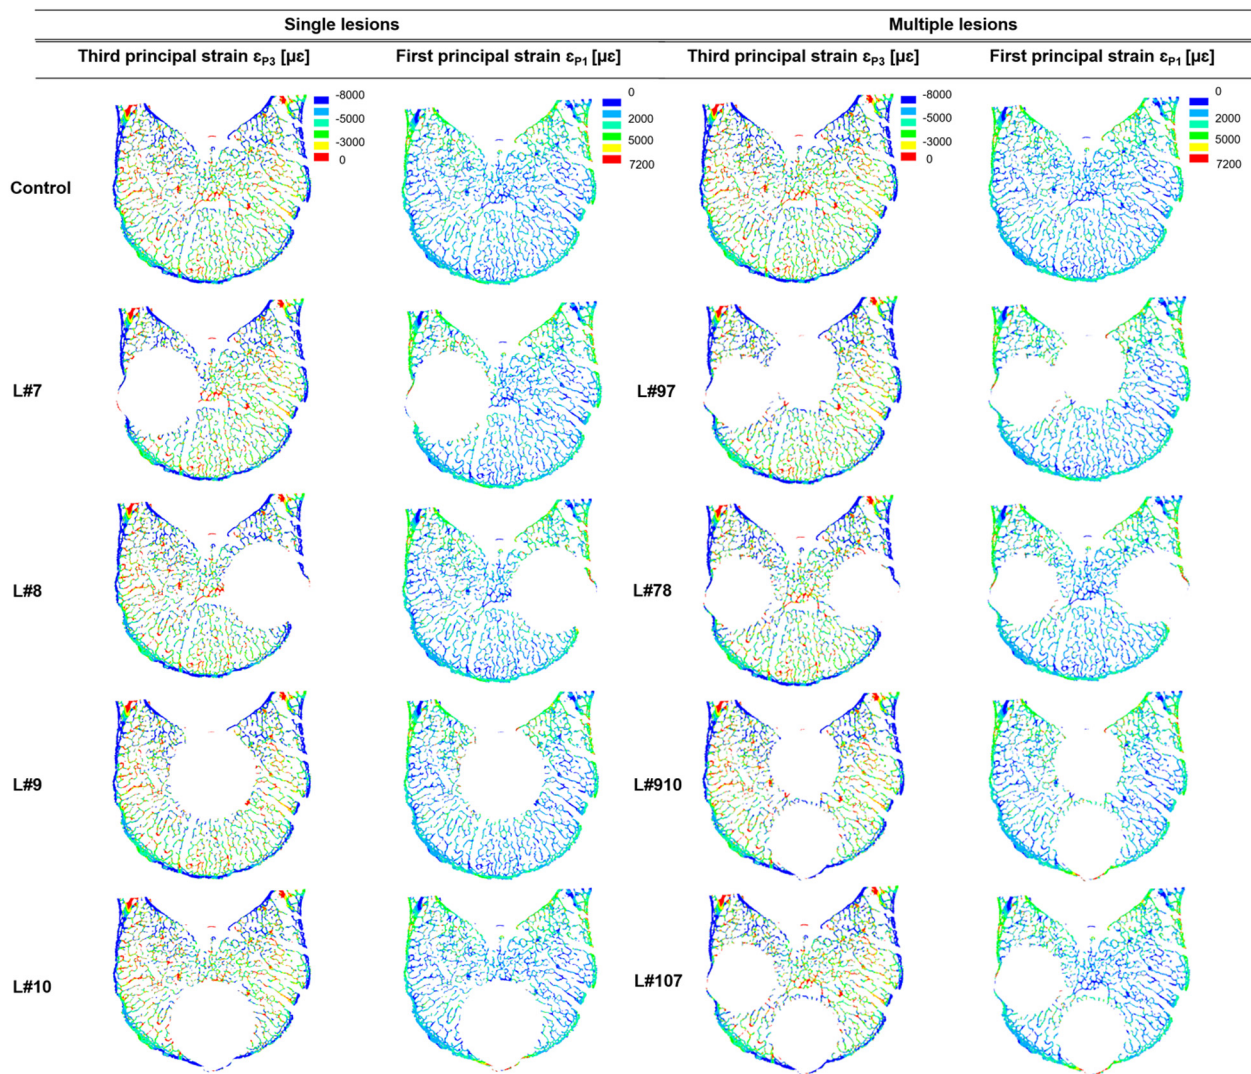 Single lesions Multiple lesions
Third principal strain εP3 [με] First principal strain εP1 [με] Third principal strain εP3 [με] First principal strain εP1 [με]
-8000 0 -8000 0
-5000 2000 -5000 2000
-3000 5000 -3000 5000
0 7200 0 7200
Control
L#7 L#97
L#8 L#78
L#9 L#910
L#10 L#107